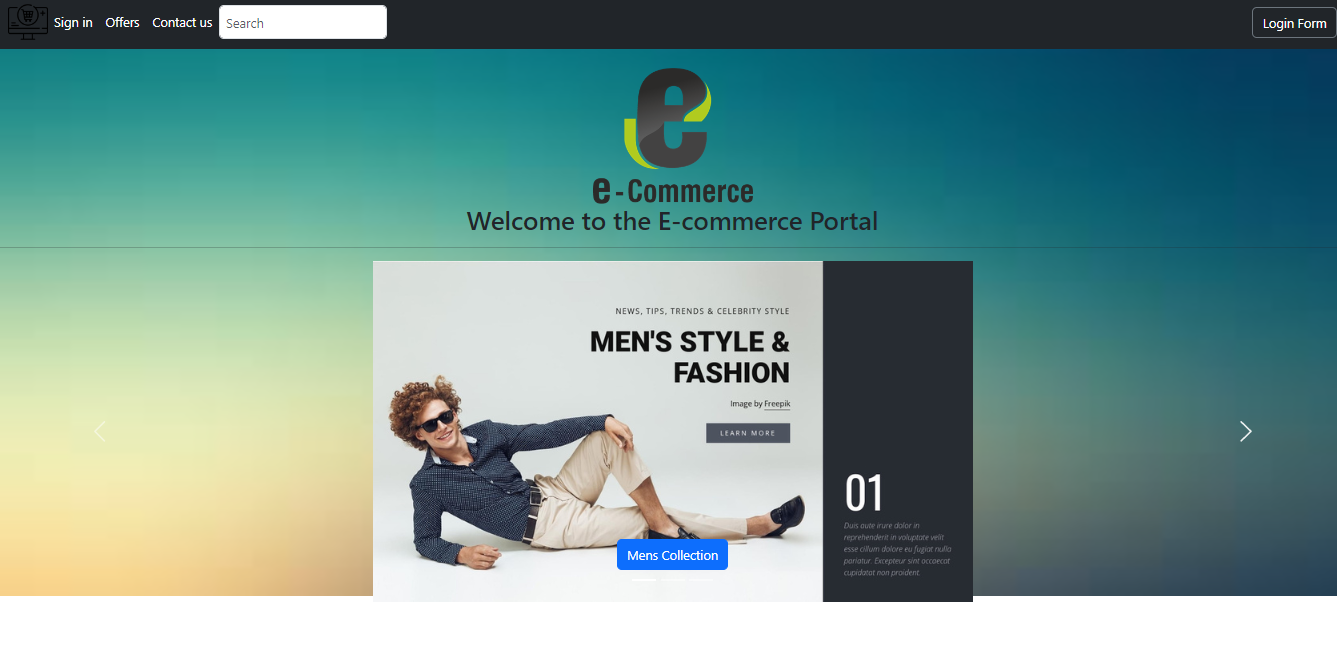 Sign in Offers Contact us Search Login Form
e-Commerce
Welcome to the E-commerce Portal
NEWS, TIPS, TRENDS & CELEBRITY STYLE
MEN'S STYLE &
FASHION
Image by Freepik
LEARN MORE
Mens Collection
01
Duis aute irure dolor in
reprehenderit in voluptate velit
esse cillum dolore eu fugiat nulla
pariatur. Excepteur sint occaecat
cupidatat non proident.